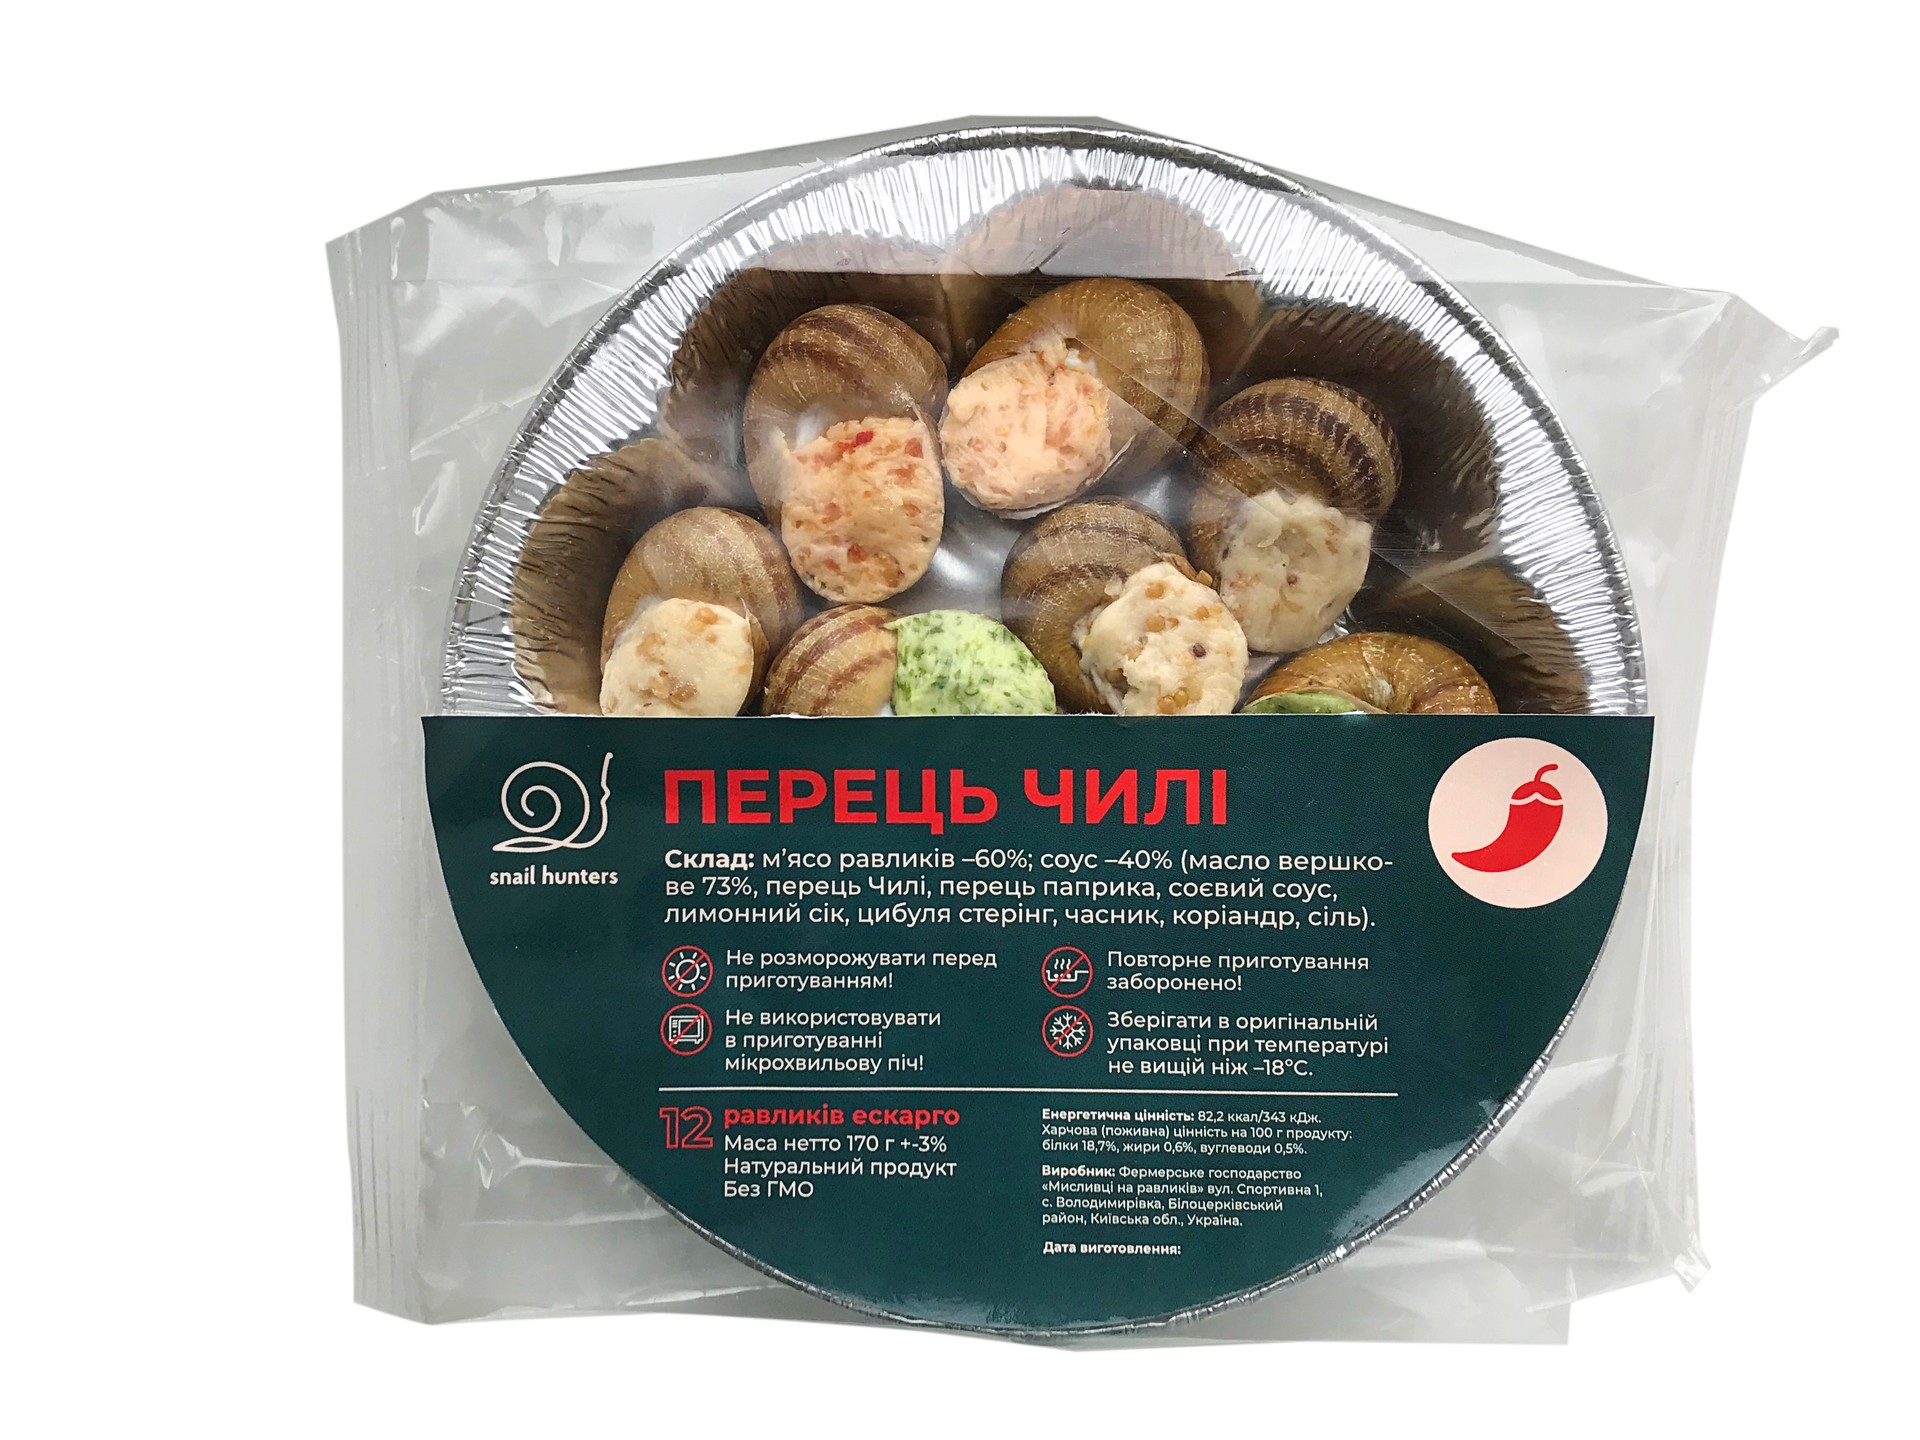 snail hunters
ПЕРЕЦЬ ЧИЛІ
Склад: м’ясо равликів –60%; соус –40% (масло вершко-
ве 73%, перець Чилі, перець паприка, соєвий соус,
лимонний сік, цибуля стерінг, часник, коріандр, сіль).
Не розморожувати перед
приготуванням!
Не використовувати
в приготуванні
мікрохвильову піч!
Повторне приготування
заборонено!
Зберігати в оригінальній
упаковці при температурі
не вищій ніж –18°С.
12 равликів ескарго
Маса нетто 170 г +-3%
Натуральний продукт
Без ГМО
Енергетична цінність: 82,2 ккал/343 кДж.
Харчова (поживна) цінність на 100 г продукту:
білки 18,7%, жири 0,6%, вуглеводи 0,5%.
Виробник: Фермерське господарство
«Мисливці на равликів» вул. Спортивна 1,
с. Володимирівка, Білоцерківський
район, Київська обл., Україна.
Дата виготовлення: